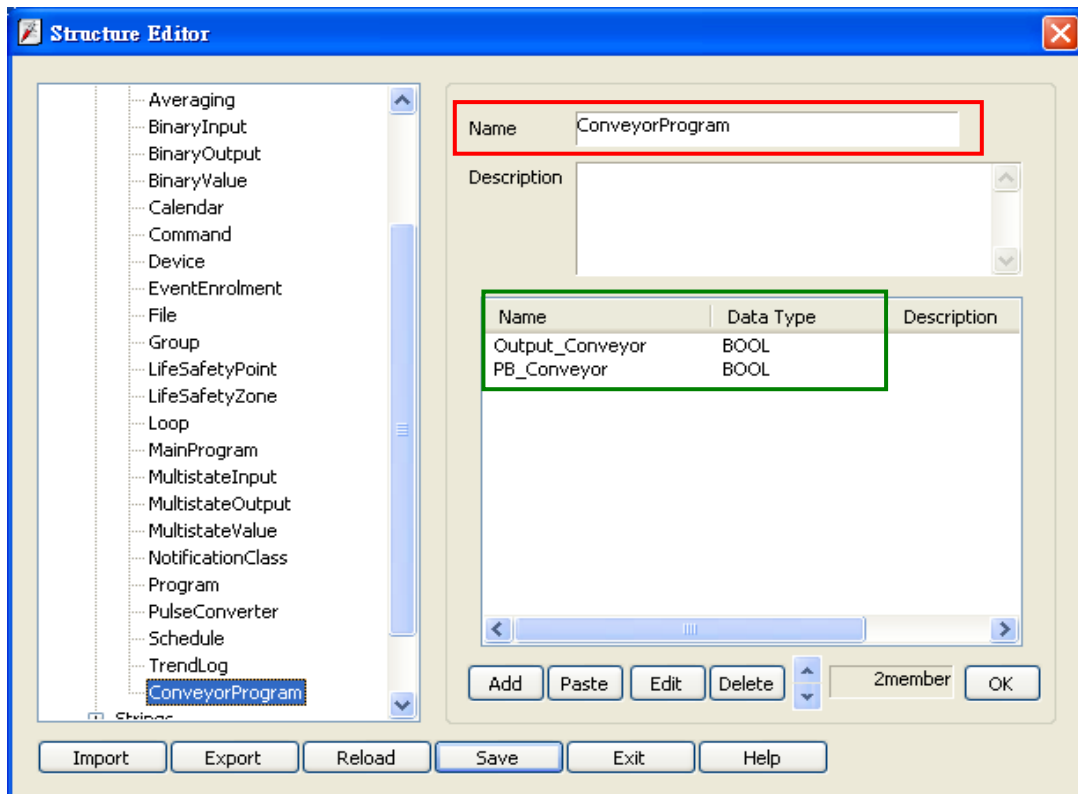 Structure Editor
Averaging
BinaryInput
BinaryOutput
BinaryValue
Calendar
Command
Device
EventEnrolment
File
Group
LifeSafetyPoint
LifeSafetyZone
Loop
MainProgram
MultistateInput
MultistateOutput
MultistateValue
NotificationClass
Program
PulseConverter
Schedule
TrendLog
ConveyorProgram
Strings
Name ConveyorProgram
Description
Name Data Type Description
Output_Conveyor BOOL
PB_Conveyor BOOL
Add Paste Edit Delete 2member OK
Import Export Reload Save Exit Help